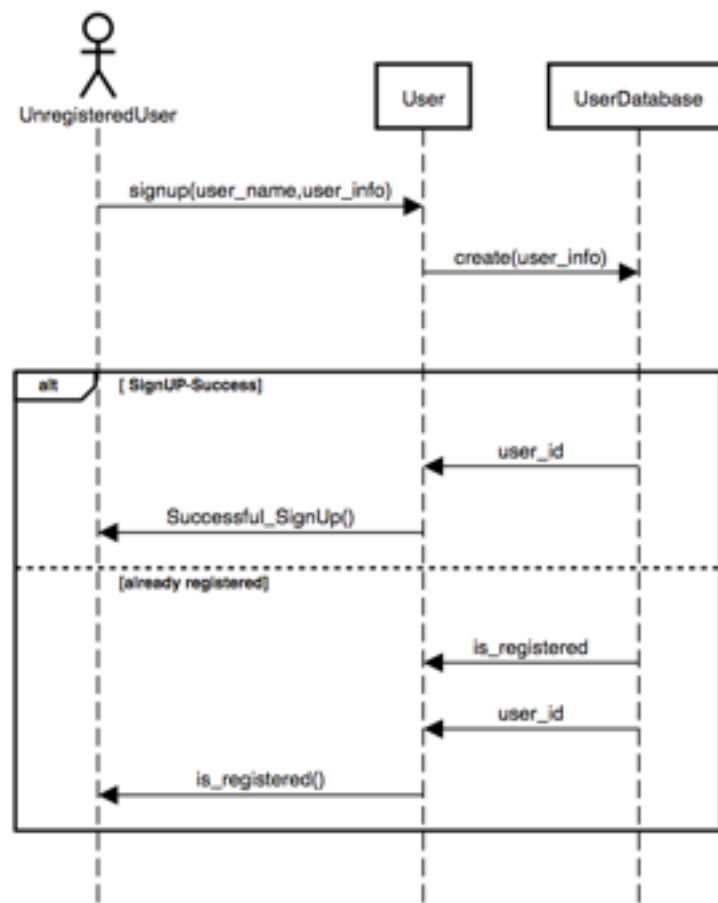 UnregisteredUser
User
UserDatabase
signup(user_name,user_info)
create(user_info)
alt
[ SignUP-Success]
user_id
Successful_SignUp()
[already registered]
is_registered
user_id
is_registered()